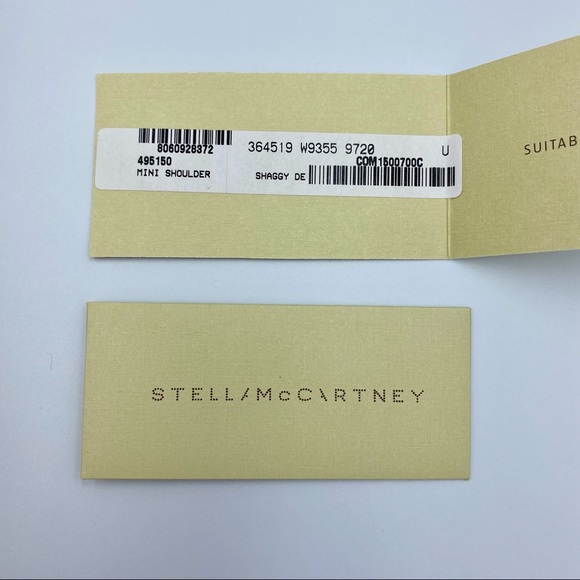 8060928372
364519 W9355 9720 U
495150
COM1500700C
MINI SHOULDER
SHAGGY DE
SUITAB
STELLA McCARTNEY